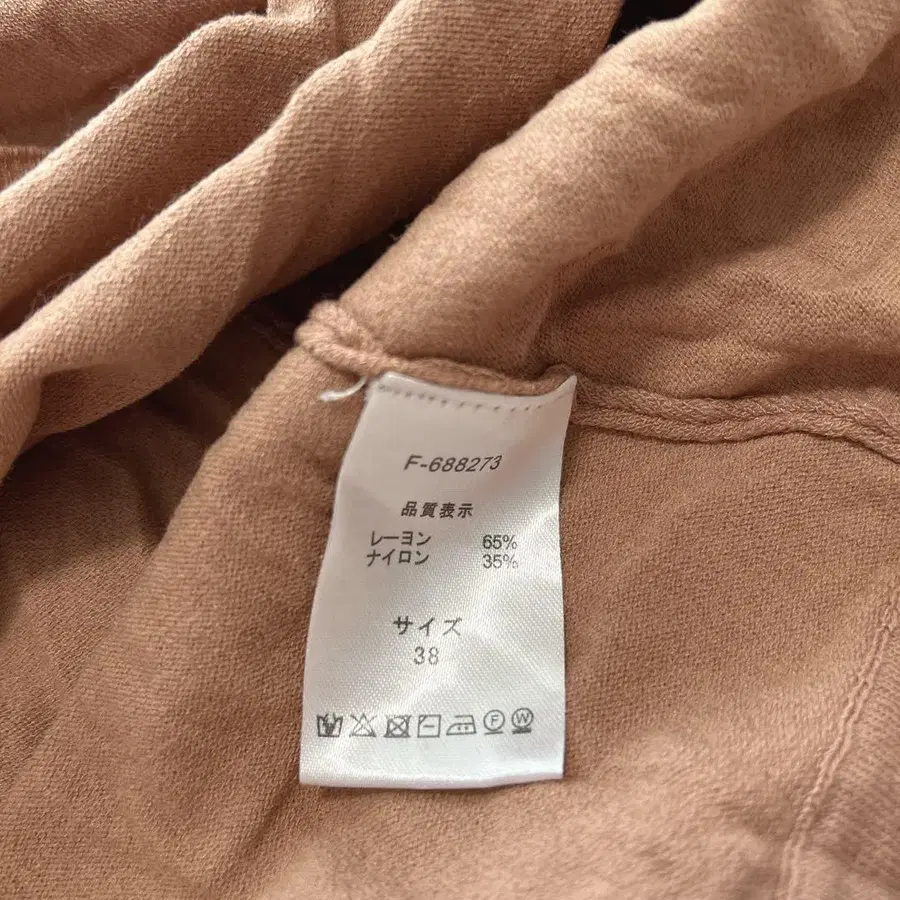 F-688273
品質表示
レーヨン 65%
ナイロン 35%
サイズ
38
F W